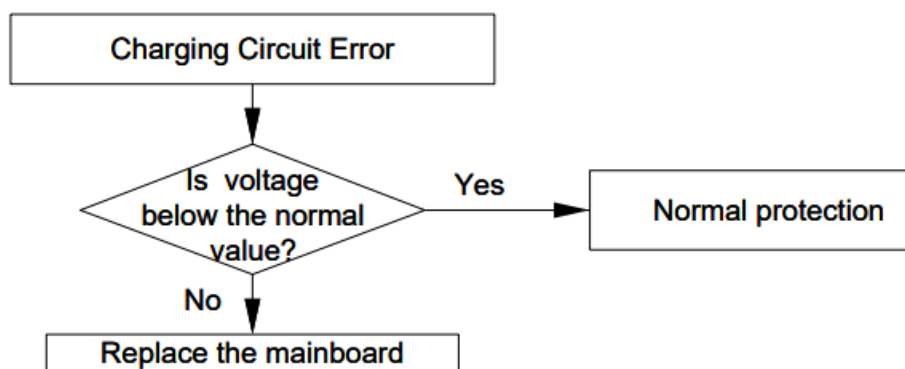 Charging Circuit Error
Is voltage
below the normal
value?
Yes
Normal protection
No
Replace the mainboard